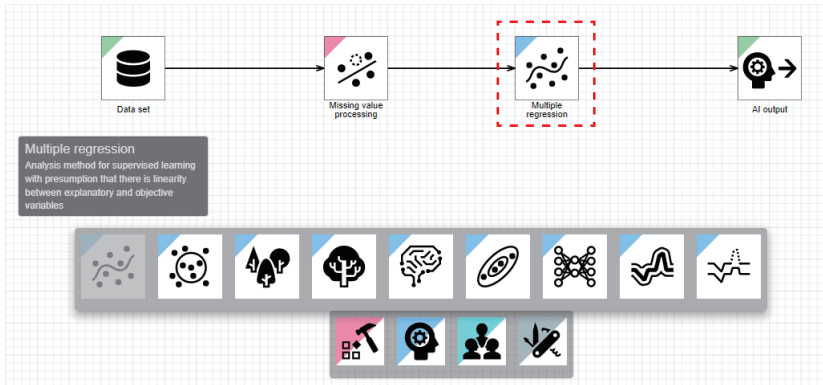 Data set
Missing value
processing
Multiple
regression
AI output
Multiple regression
Analysis method for supervised learning
with presumption that there is linearity
between explanatory and objective
variables